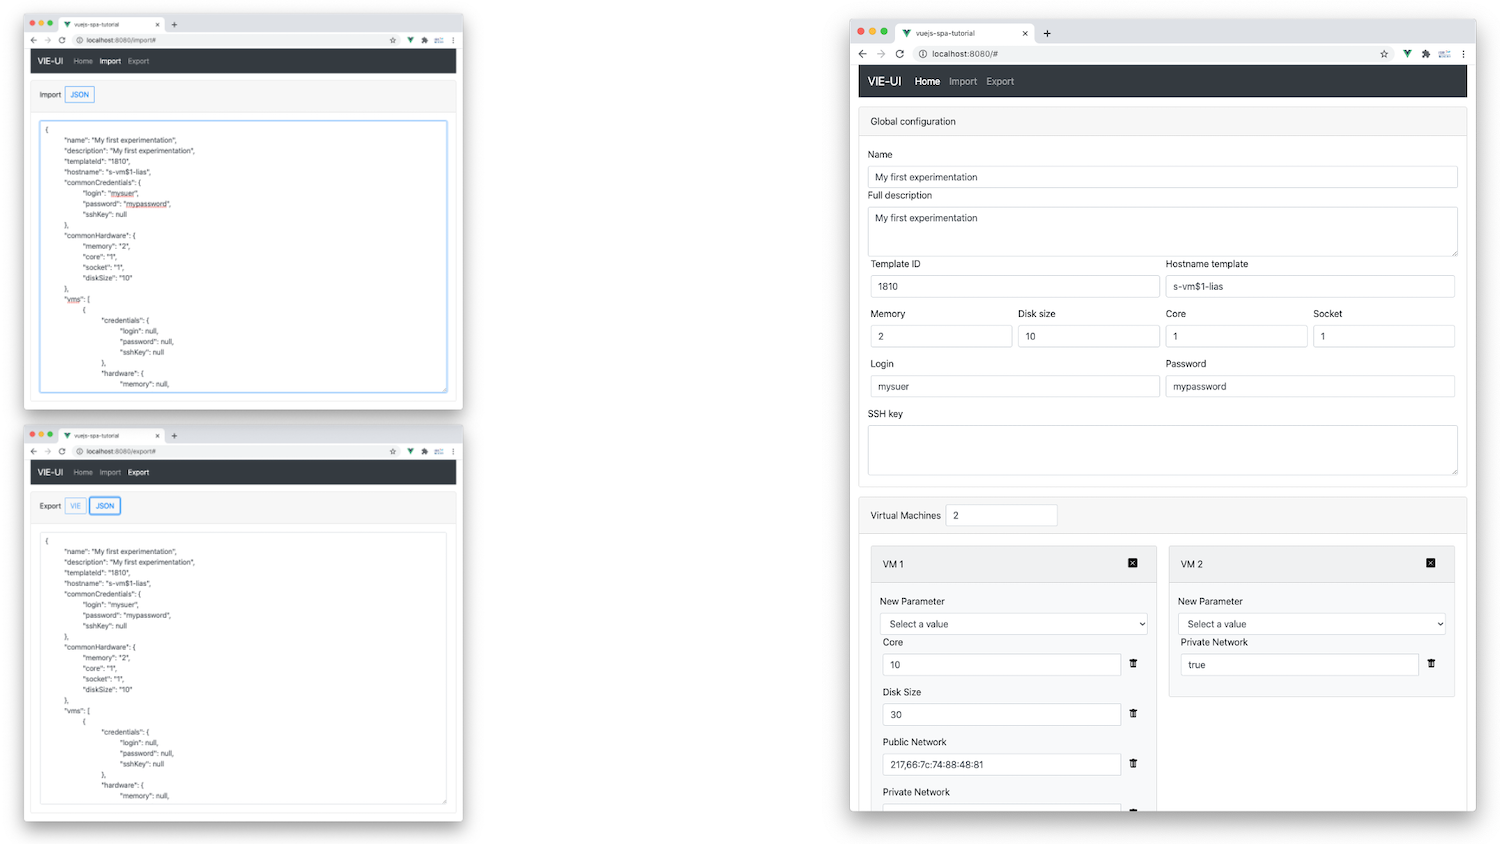 vuejs-spa-tutorial
localhost:8080/import#
VIE-UI Home Import Export
Import JSON
{
"name": "My first experimentation",
"description": "My first experimentation",
"templateId": "1810",
"hostname": "s-vm$1-lias",
"commonCredentials": {
"login": "mysuer",
"password": "mypassword",
"sshKey": null
},
"commonHardware": {
"memory": "2",
"core": "1",
"socket": "1",
"diskSize": "10"
},
"vms": [
{
"credentials": {
"login": null,
"password": null,
"sshKey": null
},
"hardware": {
"memory": null,
vuejs-spa-tutorial
localhost:8080/export#
VIE-UI Home Import Export
Export VIE JSON
{
"name": "My first experimentation",
"description": "My first experimentation",
"templateId": "1810",
"hostname": "s-vm$1-lias",
"commonCredentials": {
"login": "mysuer",
"password": "mypassword",
"sshKey": null
},
"commonHardware": {
"memory": "2",
"core": "1",
"socket": "1",
"diskSize": "10"
},
"vms": [
{
"credentials": {
"login": null,
"password": null,
"sshKey": null
},
"hardware": {
"memory": null,
vuejs-spa-tutorial
localhost:8080/#
VIE-UI Home Import Export
Global configuration
Name
My first experimentation
Full description
My first experimentation
Template ID Hostname template
1810 s-vm$1-lias
Memory Disk size Core Socket
2 10 1 1
Login Password
mysuer mypassword
SSH key
Virtual Machines 2
VM 1 VM 2
New Parameter New Parameter
Select a value Select a value
Core Private Network
10 true
Disk Size
30
Public Network
217,66:7c:74:88:48:81
Private Network